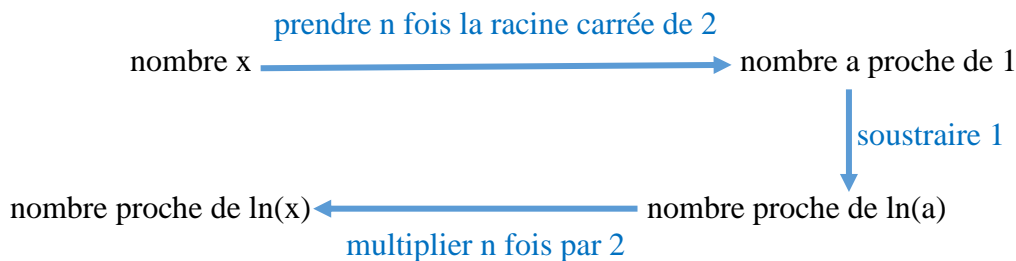 prendre n fois la racine carrée de 2
nombre x
nombre a proche de 1
soustraire 1
nombre proche de ln(x)
nombre proche de ln(a)
multiplier n fois par 2